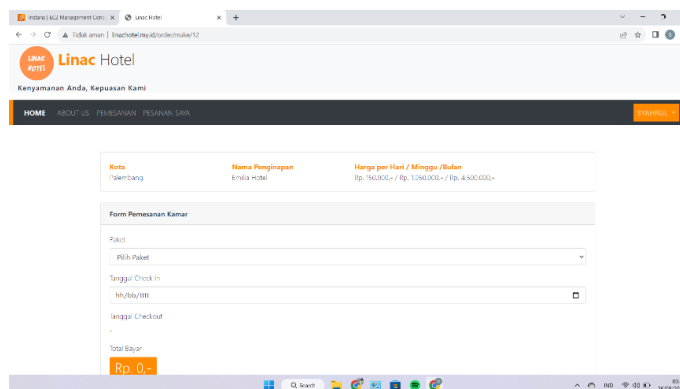 Instans | EC2 Management Cons
Linac Hotel
Tidak aman | linachotel.my.id/order/make/12
LINAC
HOTEL
Linac Hotel
Kenyamanan Anda, Kepuasan Kami
HOME ABOUT US PEMESANAN PESANAN SAYA
SYAHRUL
Kota Nama Penginapan Harga per Hari / Minggu /Bulan
Palembang Emilia Hotel Rp. 150.000,- / Rp. 1.050.000,- / Rp. 4.500.000,-
Form Pemesanan Kamar
Paket
Pilih Paket
Tanggal Check In
hh/bb/tttt
Tanggal Checkout
-
Total Bayar
Rp. 0,-
Search
IND